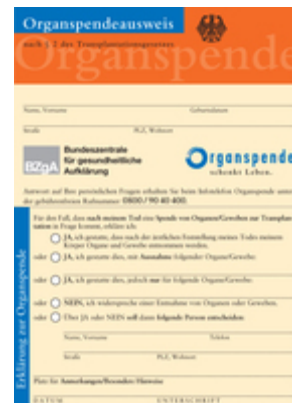 Organspendeausweis
nach § 2 des Transplantationsgesetzes
Organspende
Name, Vorname Geburtsdatum
Straße PLZ, Wohnort
BZgA
Bundeszentrale
für gesundheitliche
Aufklärung
Organspende
schenkt Leben.
Antwort auf Ihre persönlichen Fragen erhalten Sie beim Infotelefon Organspende unter
der gebührenfreien Rufnummer 0800/90 40 400.
Erklärung zur Organspende
Für den Fall, dass nach meinem Tod eine Spende von Organen/Geweben zur Transplan-
tation in Frage kommt, erkläre ich:
JA, ich gestatte, dass nach der ärztlichen Feststellung meines Todes meinem
Körper Organe und Gewebe entnommen werden.
oder JA, ich gestatte dies, mit Ausnahme folgender Organe/Gewebe:
oder JA, ich gestatte dies, jedoch nur für folgende Organe/Gewebe:
oder NEIN, ich widerspreche einer Entnahme von Organen oder Geweben.
oder Über JA oder NEIN soll dann folgende Person entscheiden:
Name, Vorname Telefon
Straße PLZ, Wohnort
Platz für Anmerkungen/Besondere Hinweise
DATUM UNTERSCHRIFT